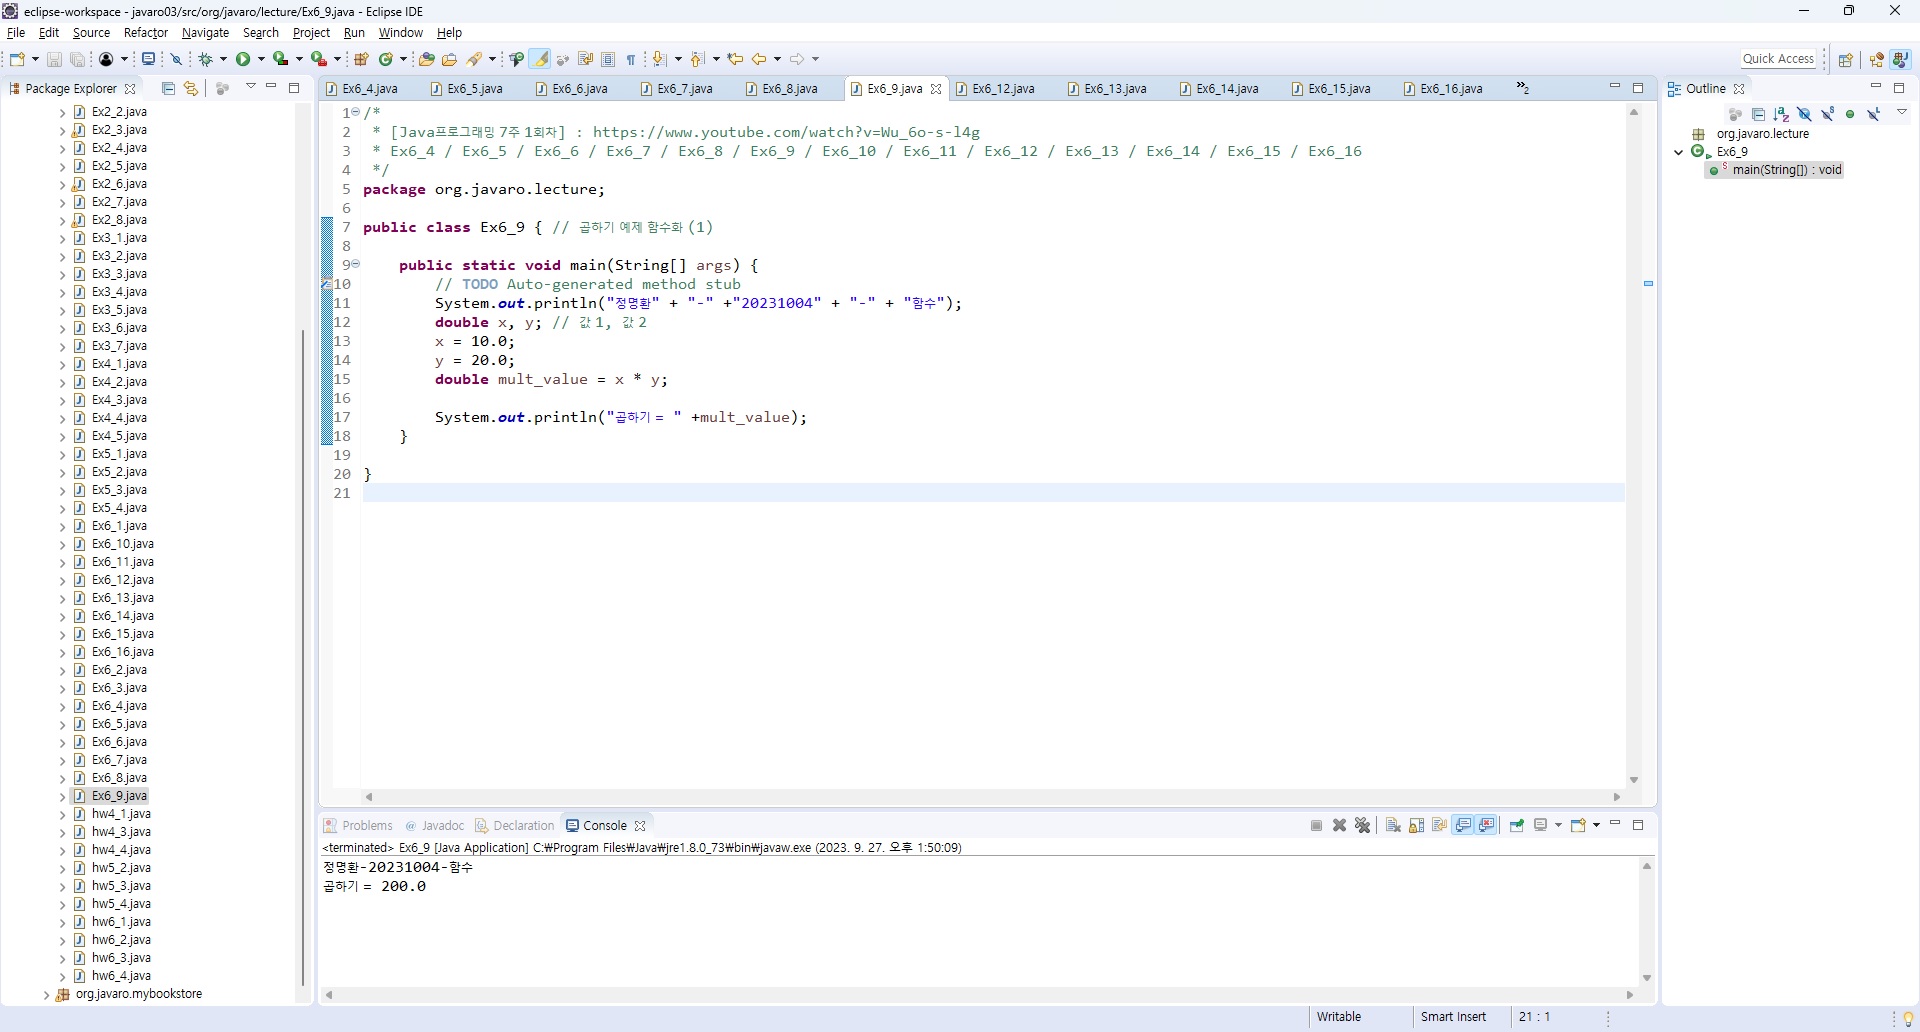 eclipse-workspace - javaro03/src/org/javaro/lecture/Ex6_9.java - Eclipse IDE
File Edit Source Refactor Navigate Search Project Run Window Help
Quick Access
Package Explorer
Ex2_2.java
Ex2_3.java
Ex2_4.java
Ex2_5.java
Ex2_6.java
Ex2_7.java
Ex2_8.java
Ex3_1.java
Ex3_2.java
Ex3_3.java
Ex3_4.java
Ex3_5.java
Ex3_6.java
Ex3_7.java
Ex4_1.java
Ex4_2.java
Ex4_3.java
Ex4_4.java
Ex4_5.java
Ex5_1.java
Ex5_2.java
Ex5_3.java
Ex5_4.java
Ex6_1.java
Ex6_10.java
Ex6_11.java
Ex6_12.java
Ex6_13.java
Ex6_14.java
Ex6_15.java
Ex6_16.java
Ex6_2.java
Ex6_3.java
Ex6_4.java
Ex6_5.java
Ex6_6.java
Ex6_7.java
Ex6_8.java
Ex6_9.java
hw4_1.java
hw4_3.java
hw4_4.java
hw5_2.java
hw5_3.java
hw5_4.java
hw6_1.java
hw6_2.java
hw6_3.java
hw6_4.java
org.javaro.mybookstore
Ex6_4.java Ex6_5.java Ex6_6.java Ex6_7.java Ex6_8.java Ex6_9.java Ex6_12.java Ex6_13.java Ex6_14.java Ex6_15.java Ex6_16.java »2
1 /*
2 * [Java프로그래밍 7주 1회차] : https://www.youtube.com/watch?v=Wu_6o-s-l4g
3 * Ex6_4 / Ex6_5 / Ex6_6 / Ex6_7 / Ex6_8 / Ex6_9 / Ex6_10 / Ex6_11 / Ex6_12 / Ex6_13 / Ex6_14 / Ex6_15 / Ex6_16
4 */
5 package org.javaro.lecture;
6
7 public class Ex6_9 { // 곱하기 예제 함수화 (1)
8
9 public static void main(String[] args) {
10 // TODO Auto-generated method stub
11 System.out.println("정명환" + "-" +"20231004" + "-" + "함수");
12 double x, y; // 값 1, 값 2
13 x = 10.0;
14 y = 20.0;
15 double mult_value = x * y;
16
17 System.out.println("곱하기 = " +mult_value);
18 }
19
20 }
21
Problems Javadoc Declaration Console
<terminated> Ex6_9 [Java Application] C:₩Program Files₩Java₩jre1.8.0_73₩bin₩javaw.exe (2023. 9. 27. 오후 1:50:09)
정명환-20231004-함수
곱하기 = 200.0
Outline
org.javaro.lecture
Ex6_9
main(String[]) : void
Writable Smart Insert 21 : 1